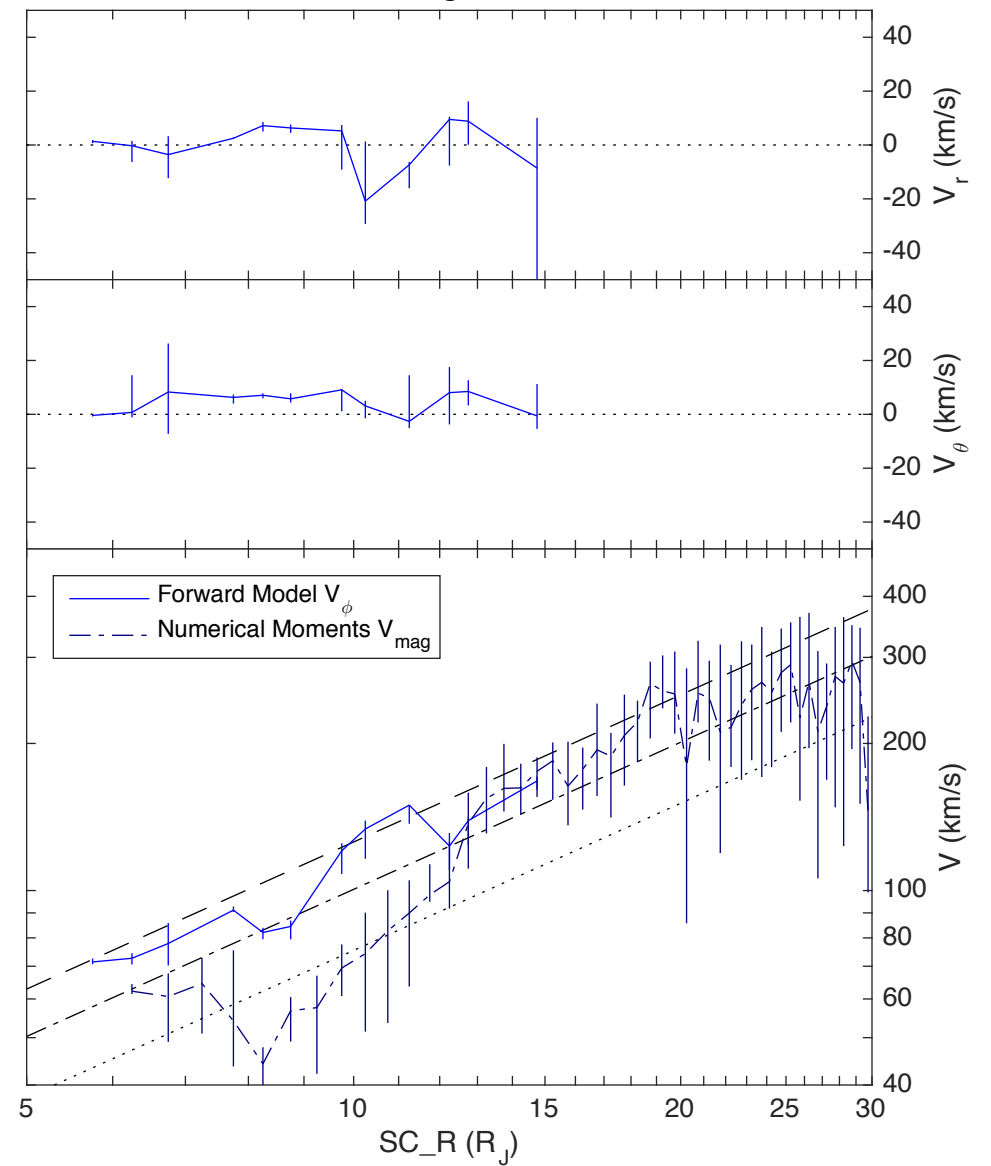 40
20
0
-20
-40
V_r (km/s)
40
20
0
-20
-40
V_θ (km/s)
Forward Model V_ϕ
Numerical Moments V_mag
400
300
200
100
80
60
40
V (km/s)
5 10 15 20 25 30
SC_R (R_J)